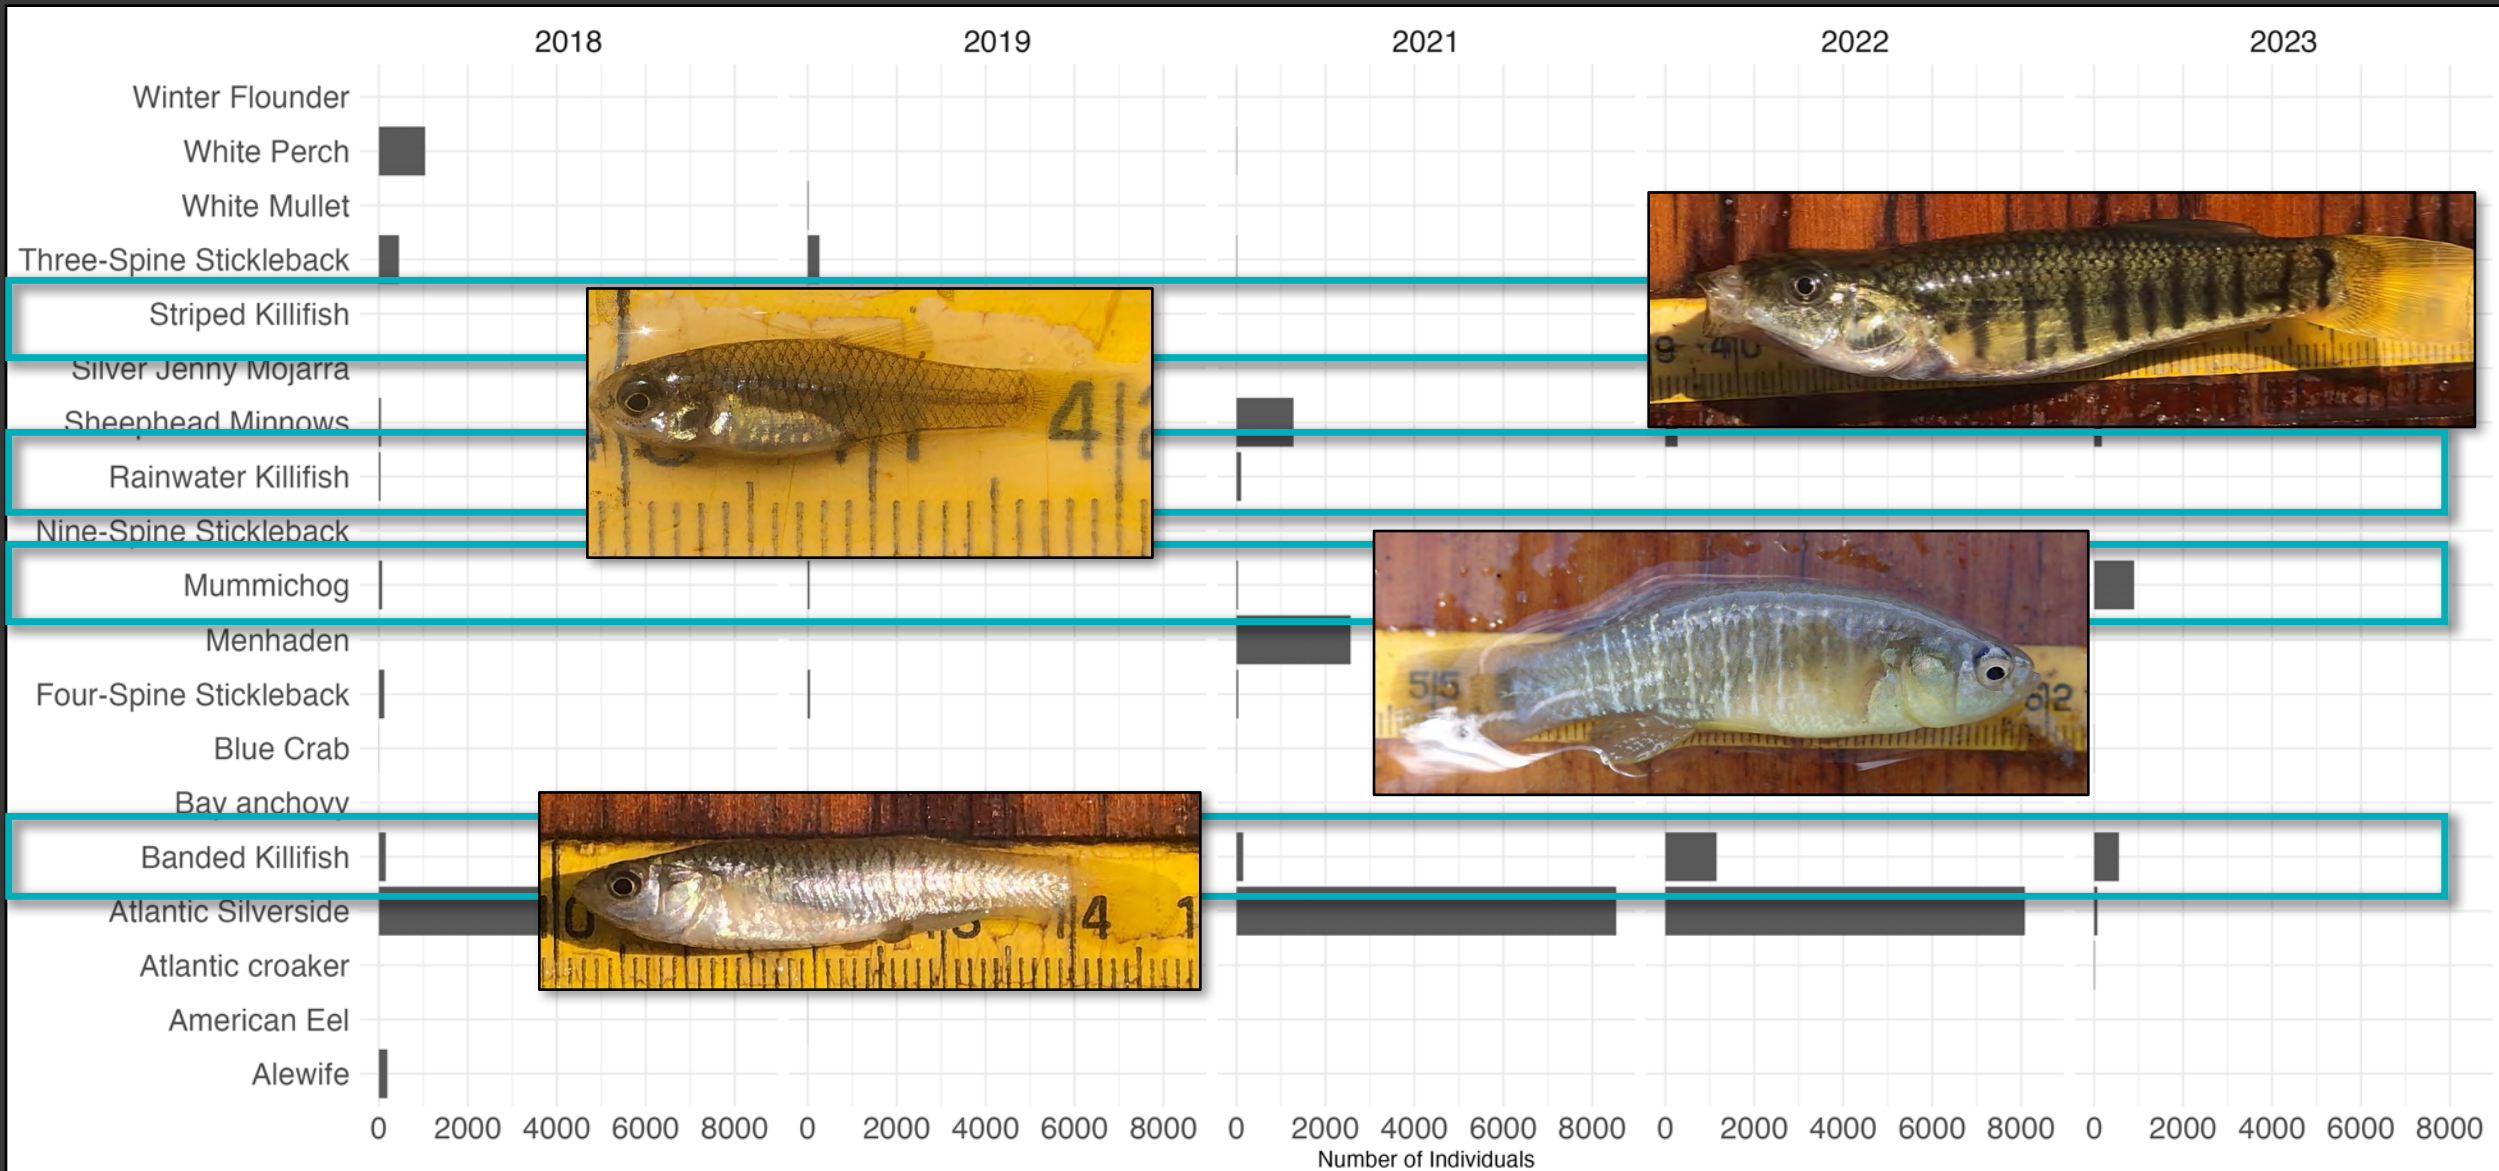 2018 2019 2021 2022 2023
Winter Flounder
White Perch
White Mullet
Three-Spine Stickleback
Striped Killifish
Silver Jenny Mojarra
Sheephead Minnows
Rainwater Killifish
Nine-Spine Stickleback
Mummichog
Menhaden
Four-Spine Stickleback
Blue Crab
Bay anchovy
Banded Killifish
Atlantic Silverside
Atlantic croaker
American Eel
Alewife
0 2000 4000 6000 8000 0 2000 4000 6000 8000 0 2000 4000 6000 8000 0 2000 4000 6000 8000 0 2000 4000 6000 8000
Number of Individuals